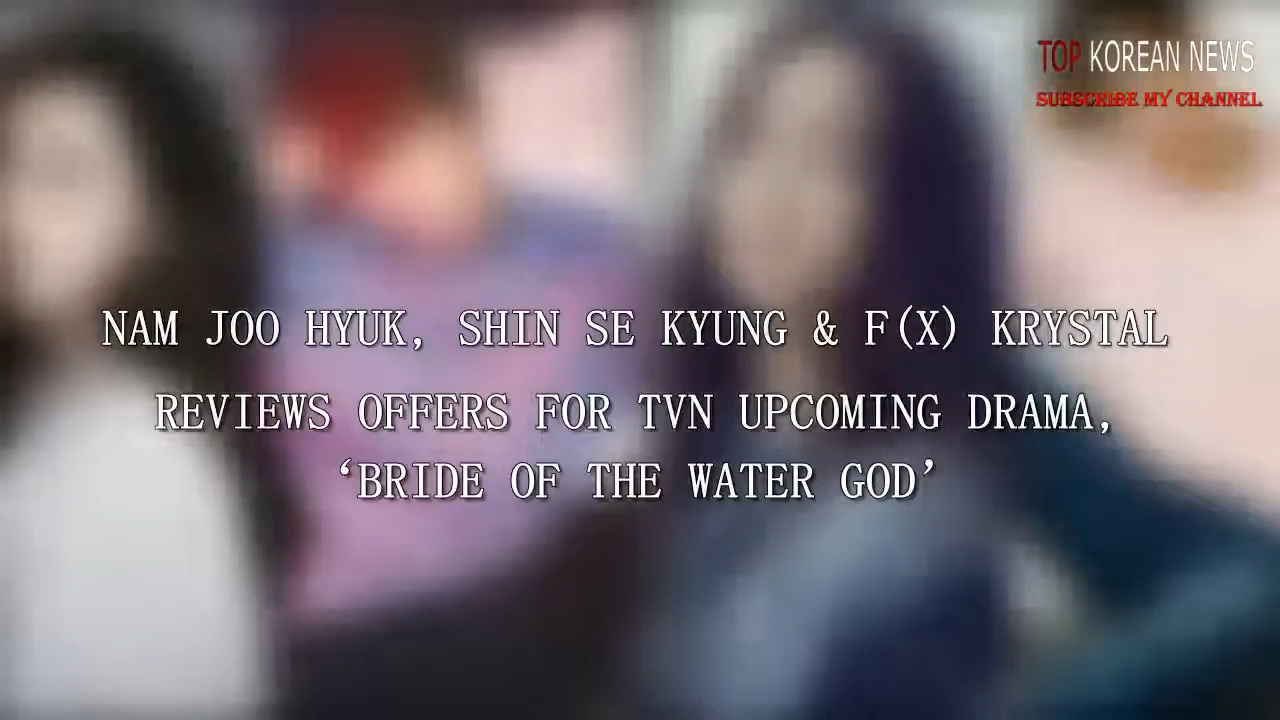 TOP KOREAN NEWS
SUBSCRIBE MY CHANNEL
NAM JOO HYUK, SHIN SE KYUNG & F(X) KRYSTAL
REVIEWS OFFERS FOR TVN UPCOMING DRAMA,
‘BRIDE OF THE WATER GOD’